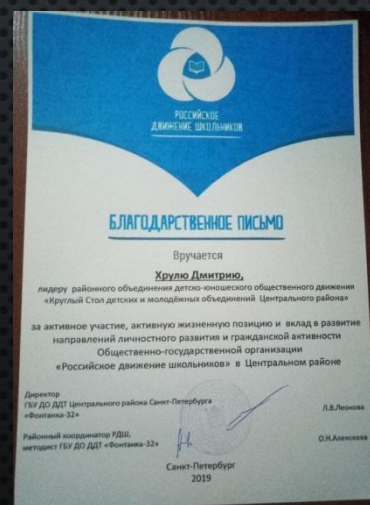 РОССИЙСКОЕ
ДВИЖЕНИЕ ШКОЛЬНИКОВ
БЛАГОДАРСТВЕННОЕ ПИСЬМО
Вручается
Хрулю Дмитрию,
лидеру районного объединения детско-юношеского общественного движения
«Круглый Стол детских и молодёжных объединений Центрального района»
за активное участие, активную жизненную позицию и вклад в развитие
направлений личностного развития и гражданской активности
Общественно-государственной организации
«Российское движение школьников» в Центральном районе
Директор
ГБУ ДО ДДТ Центрального района Санкт-Петербурга
«Фонтанка-32»
Л.В.Леонова
Районный координатор РДШ,
методист ГБУ ДО ДДТ «Фонтанка-32»
О.Н.Алексеева
Санкт-Петербург
2019